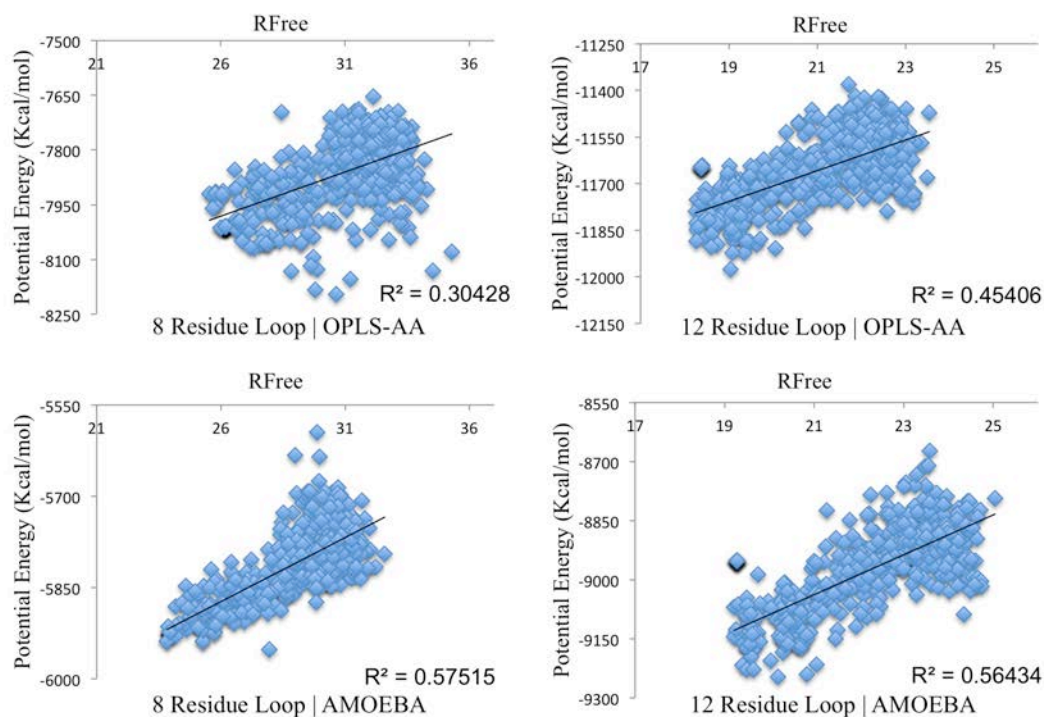 RFree
-7500
21 26 31 36
-7650
-7800
-7950
-8100
-8250
Potential Energy (Kcal/mol)
R² = 0.30428
8 Residue Loop | OPLS-AA
RFree
-11250
17 19 21 23 25
-11400
-11550
-11700
-11850
-12000
-12150
Potential Energy (Kcal/mol)
R² = 0.45406
12 Residue Loop | OPLS-AA
RFree
-5550
21 26 31 36
-5700
-5850
-6000
Potential Energy (Kcal/mol)
R² = 0.57515
8 Residue Loop | AMOEBA
RFree
-8550
17 19 21 23 25
-8700
-8850
-9000
-9150
-9300
Potential Energy (Kcal/mol)
R² = 0.56434
12 Residue Loop | AMOEBA